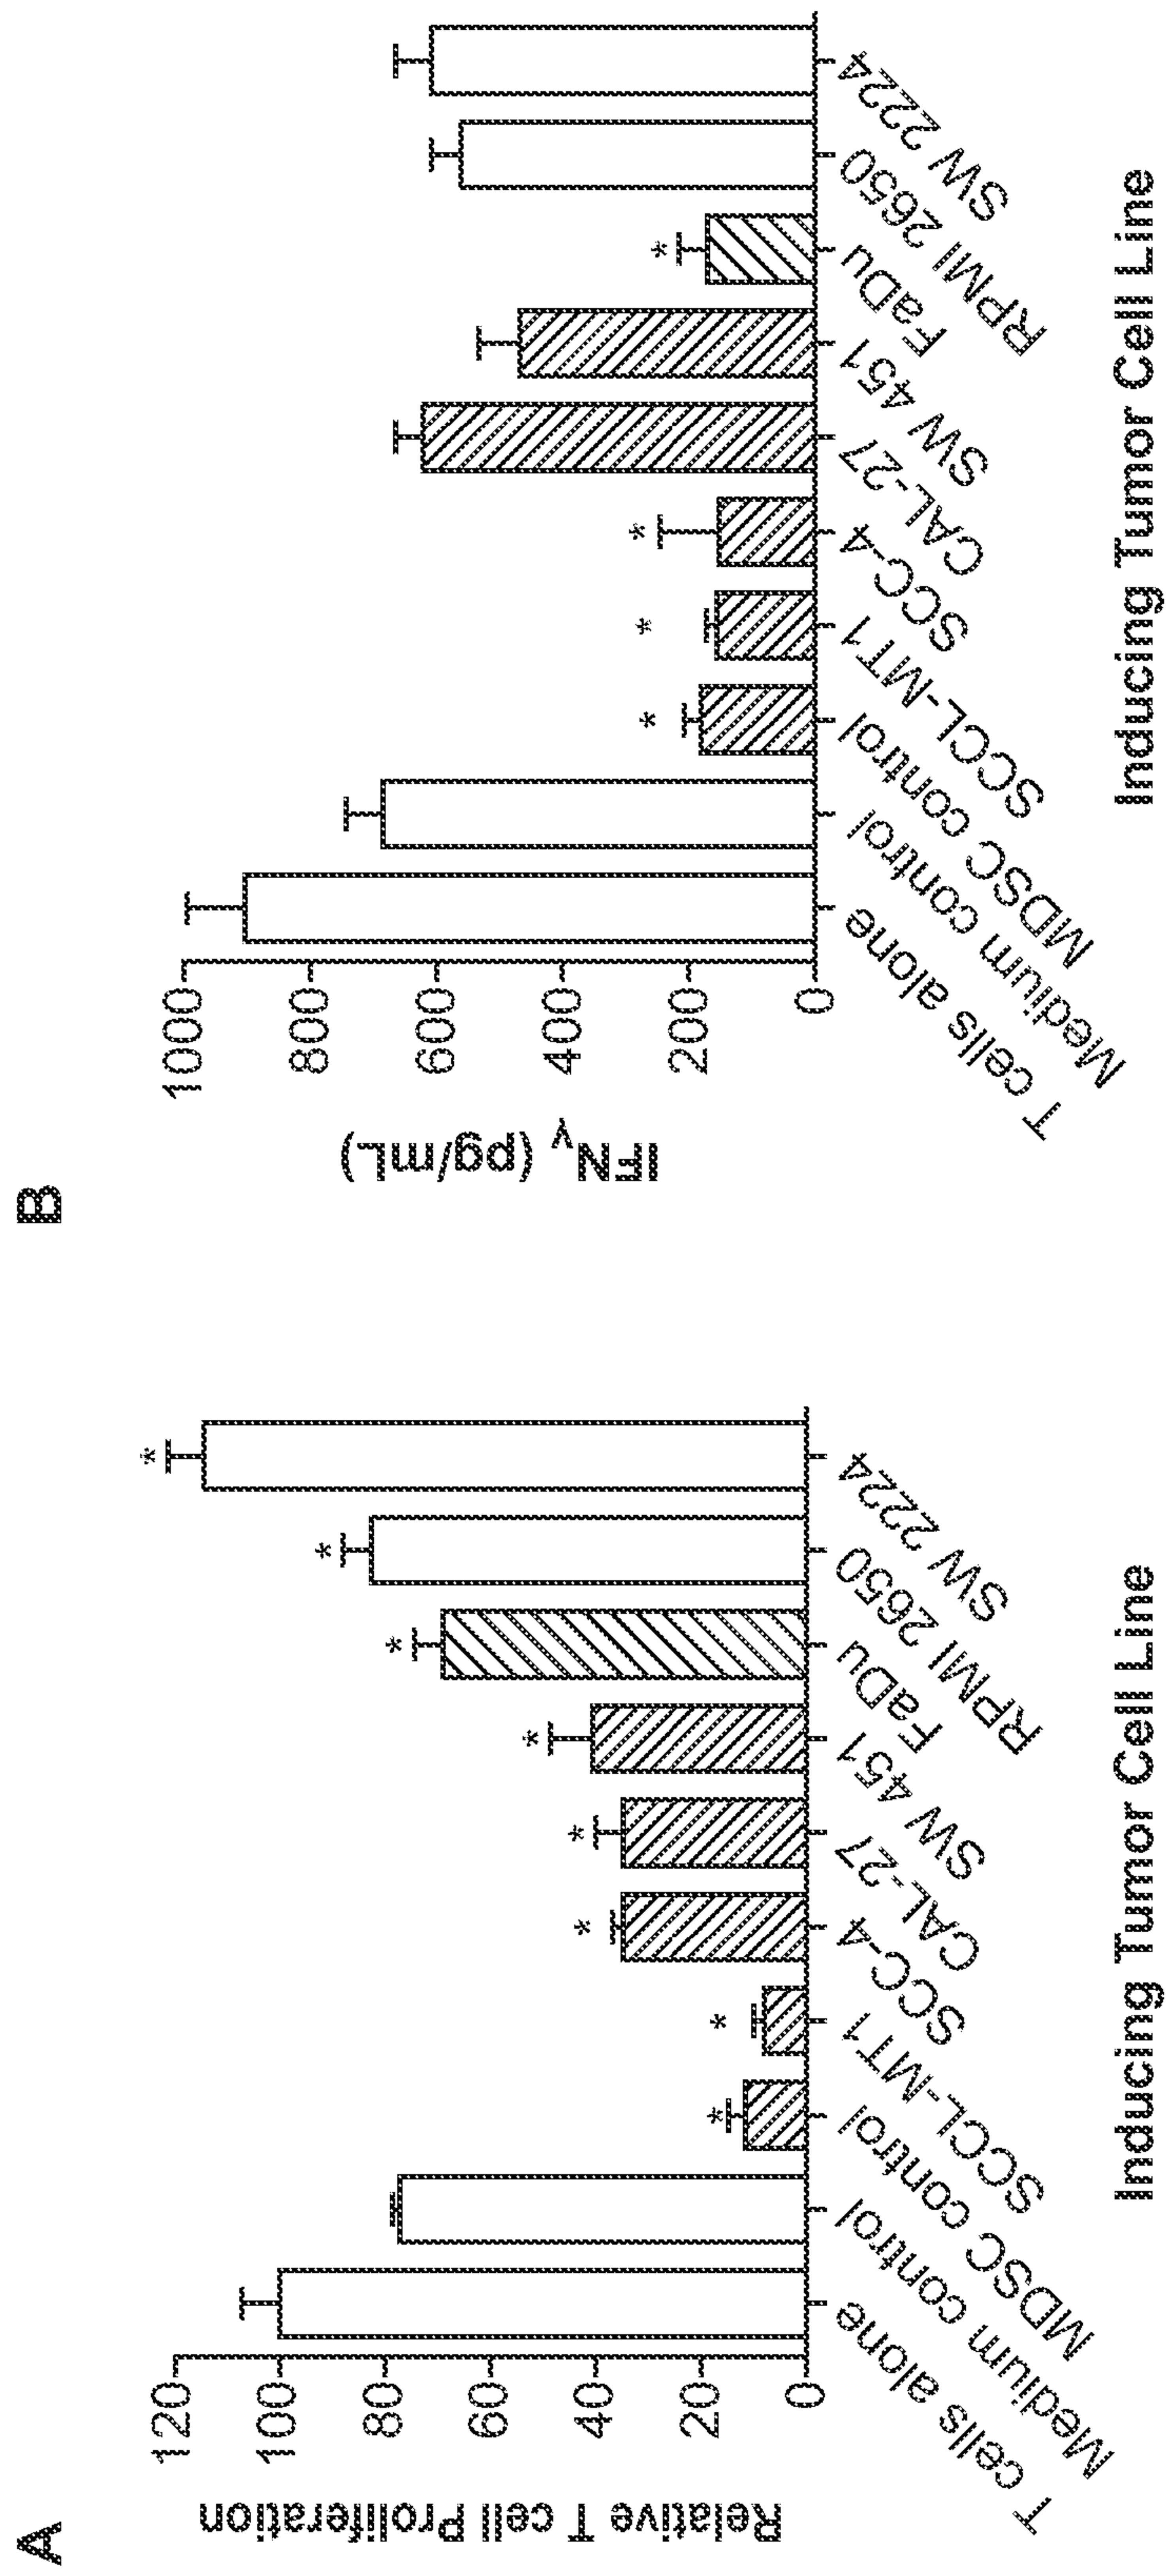 A
Relative T cell Proliferation
120
100
80
60
40
20
0
T cells alone
Medium control
MDSC control
SCCL-MT1
SCC-4
CAL-27
SW 451
FaDu
RPMI 2650
SW 2224
*
*
*
*
*
*
*
*
Inducing Tumor Cell Line
B
IFNγ (pg/mL)
1000
800
600
400
200
0
T cells alone
Medium control
MDSC control
SCCL-MT1
SCC-4
CAL-27
SW 451
FaDu
RPMI 2650
SW 2224
*
*
*
*
Inducing Tumor Cell Line